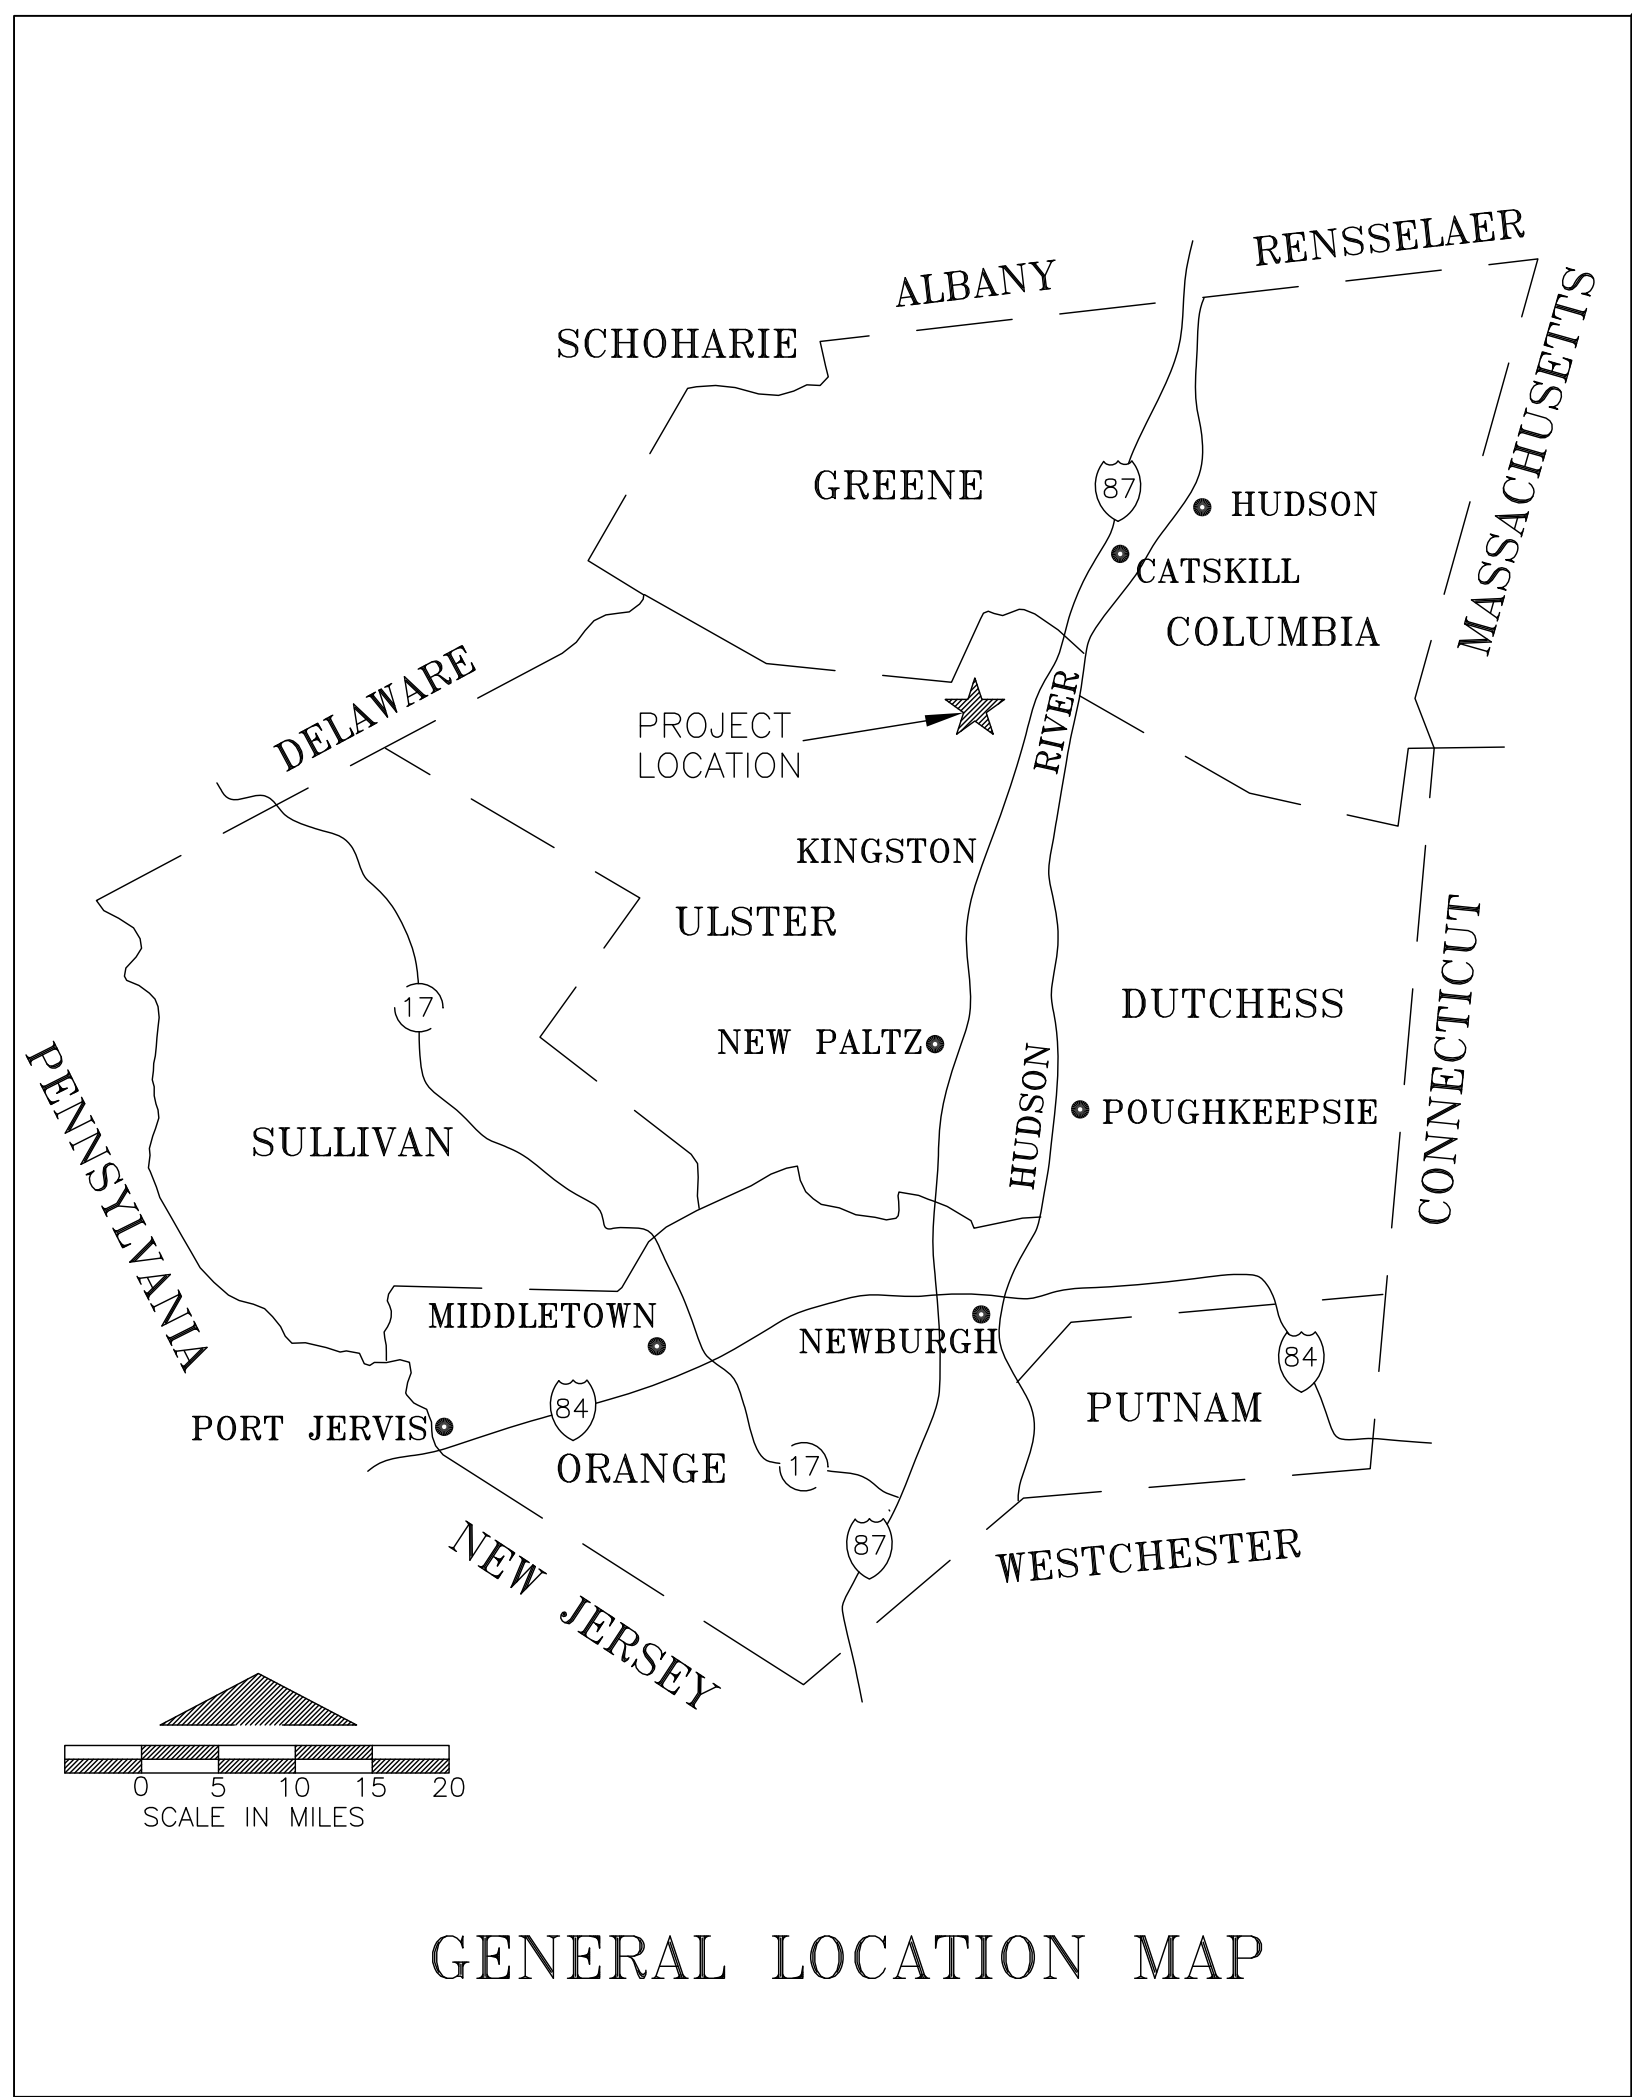 RENSSELAER
ALBANY
SCHOHARIE
MASSACHUSETTS
GREENE
87
HUDSON
CATSKILL
COLUMBIA
DELAWARE
RIVER
PROJECT
LOCATION
KINGSTON
ULSTER
CONNECTICUT
17
DUTCHESS
NEW PALTZ
HUDSON
POUGHKEEPSIE
PENNSYLVANIA
SULLIVAN
MIDDLETOWN
NEWBURGH
84
84
PUTNAM
PORT JERVIS
ORANGE
17
87
WESTCHESTER
NEW JERSEY
0 5 10 15 20
SCALE IN MILES
GENERAL LOCATION MAP